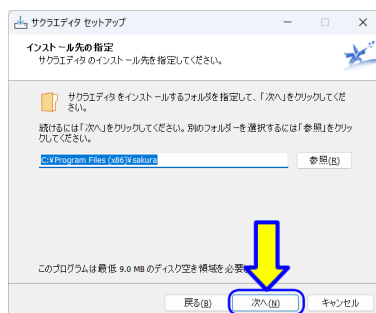 サクラエディタ セットアップ
インストール先の指定
サクラエディタ のインストール先を指定してください。
サクラエディタ をインストールするフォルダを指定して、「次へ」をクリックしてくだ
さい。
続けるには「次へ」をクリックしてください。別のフォルダーを選択するには「参照」をクリッ
クしてください。
C:¥Program Files (x86)¥sakura
参照(R)
このプログラムは最低 9.0 MB のディスク空き領域を必要
戻る(B)
次へ(N)
キャンセル